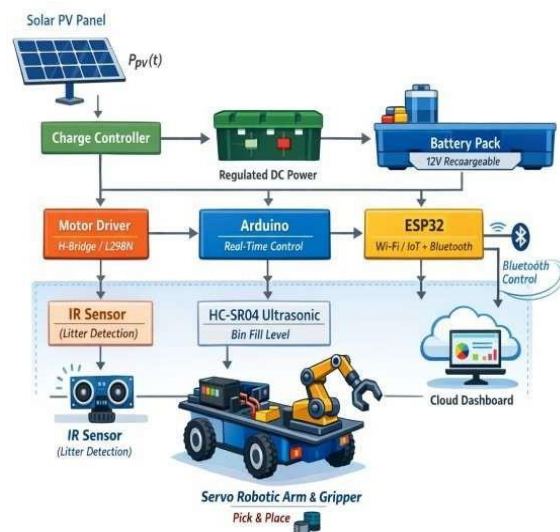 Solar PV Panel
Ppv(t)
Charge Controller
Regulated DC Power
Battery Pack
12V Recaargeable
Motor Driver
H-Bridge / L298N
Arduino
Real-Time Control
ESP32
Wi-Fi / IoT + Bluetooth
Bluetooth
Control
IR Sensor
(Litter Detection)
HC-SR04 Ultrasonic
Bin Fill Level
Cloud Dashboard
IR Sensor
(Litter Detection)
Servo Robotic Arm & Gripper
Pick & Place